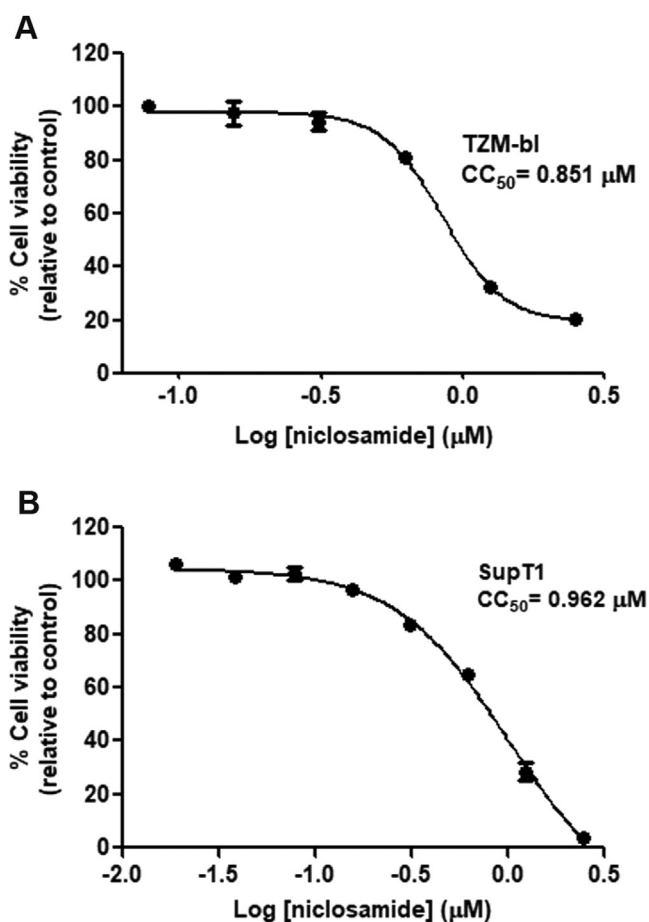 A
120
100
80
60
40
20
0
% Cell viability
(relative to control)
TZM-bl
CC50= 0.851 μM
-1.0 -0.5 0.0 0.5
Log [niclosamide] (μM)
B
120
100
80
60
40
20
0
% Cell viability
(relative to control)
SupT1
CC50= 0.962 μM
-2.0 -1.5 -1.0 -0.5 0.0 0.5
Log [niclosamide] (μM)